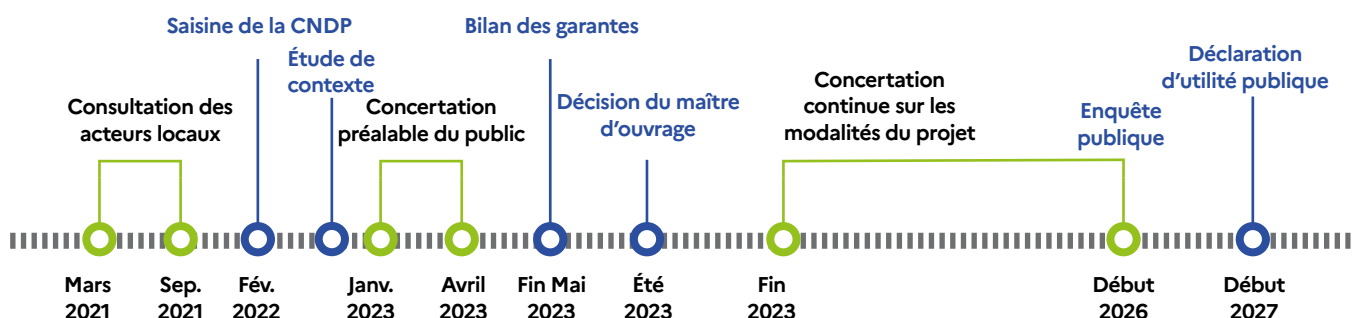 Saisine de la CNDP
Étude de
contexte
Bilan des garantes
Déclaration
d'utilité publique
Consultation des
acteurs locaux
Concertation
préalable du public
Décision du maître
d'ouvrage
Concertation
continue sur les
modalités du projet
Enquête
publique
Mars
2021
Sep.
2021
Fév.
2022
Janv.
2023
Avril
2023
Fin Mai
2023
Été
2023
Fin
2023
Début
2026
Début
2027